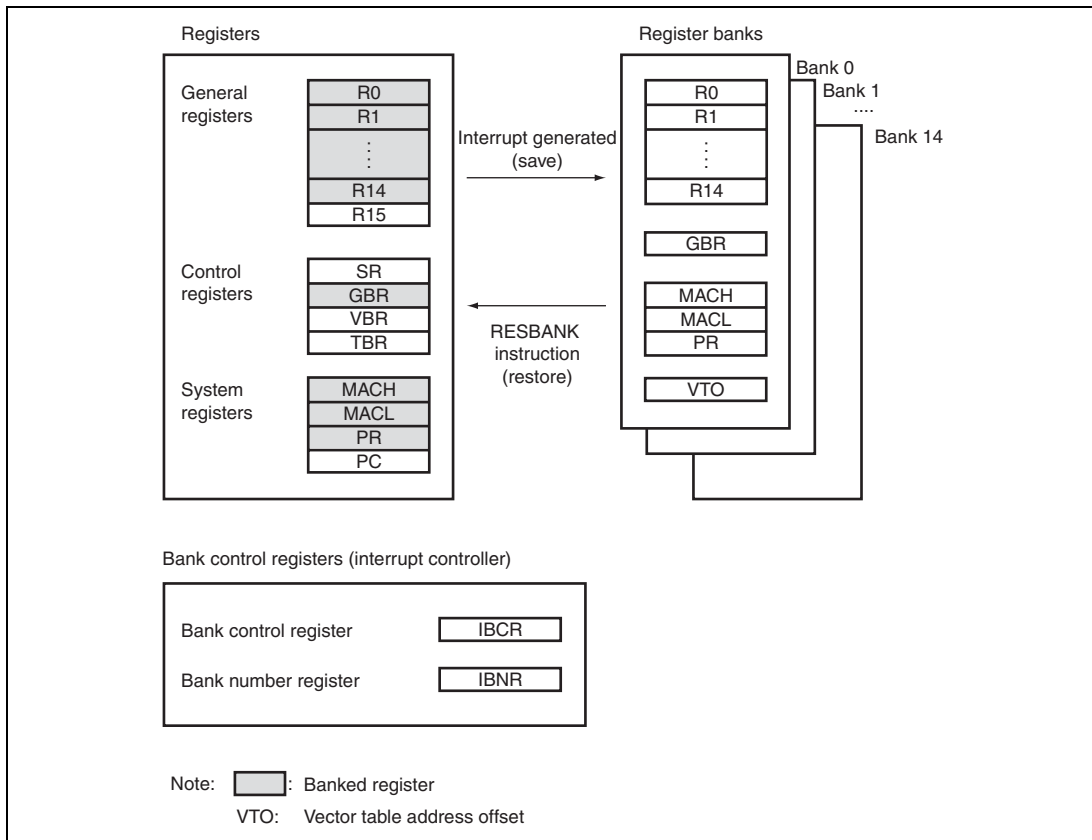 Registers
General
registers
R0
R1
R14
R15
Control
registers
SR
GBR
VBR
TBR
System
registers
MACH
MACL
PR
PC
Interrupt generated
(save)
RESBANK
instruction
(restore)
Register banks
Bank 0
Bank 1
....
Bank 14
R0
R1
R14
GBR
MACH
MACL
PR
VTO
Bank control registers (interrupt controller)
Bank control register IBCR
Bank number register IBNR
Note: : Banked register
VTO: Vector table address offset